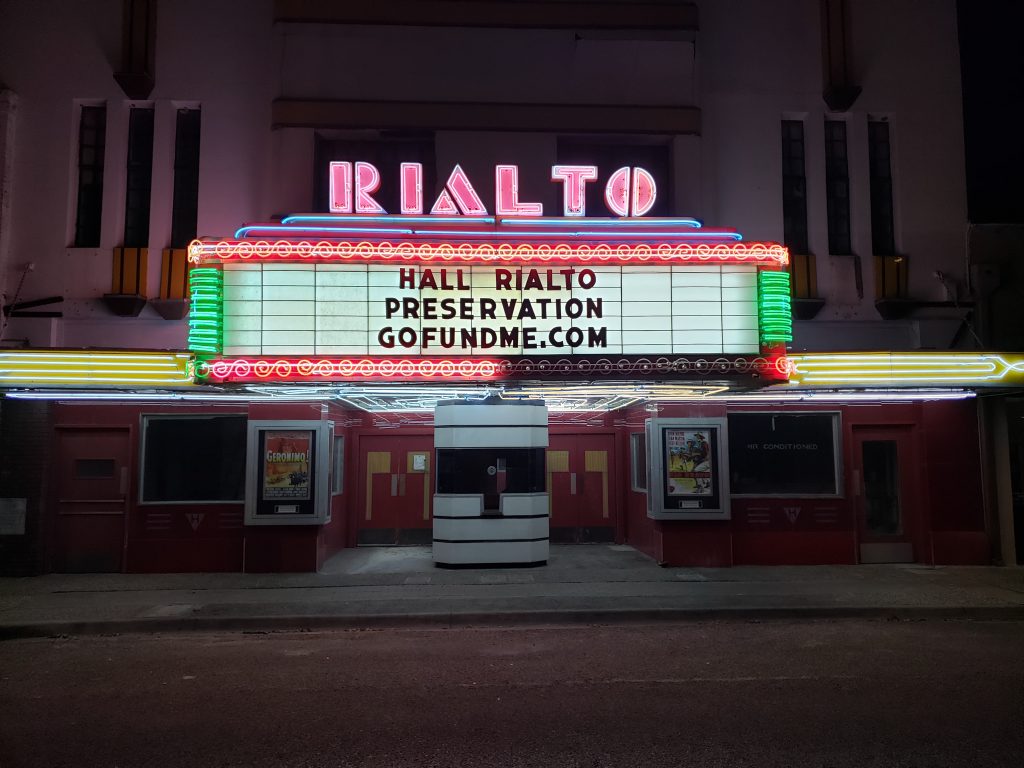 RIALTO
HALL RIALTO
PRESERVATION
GOFUNDME.COM
GERONIMO!
AIR CONDITIONED